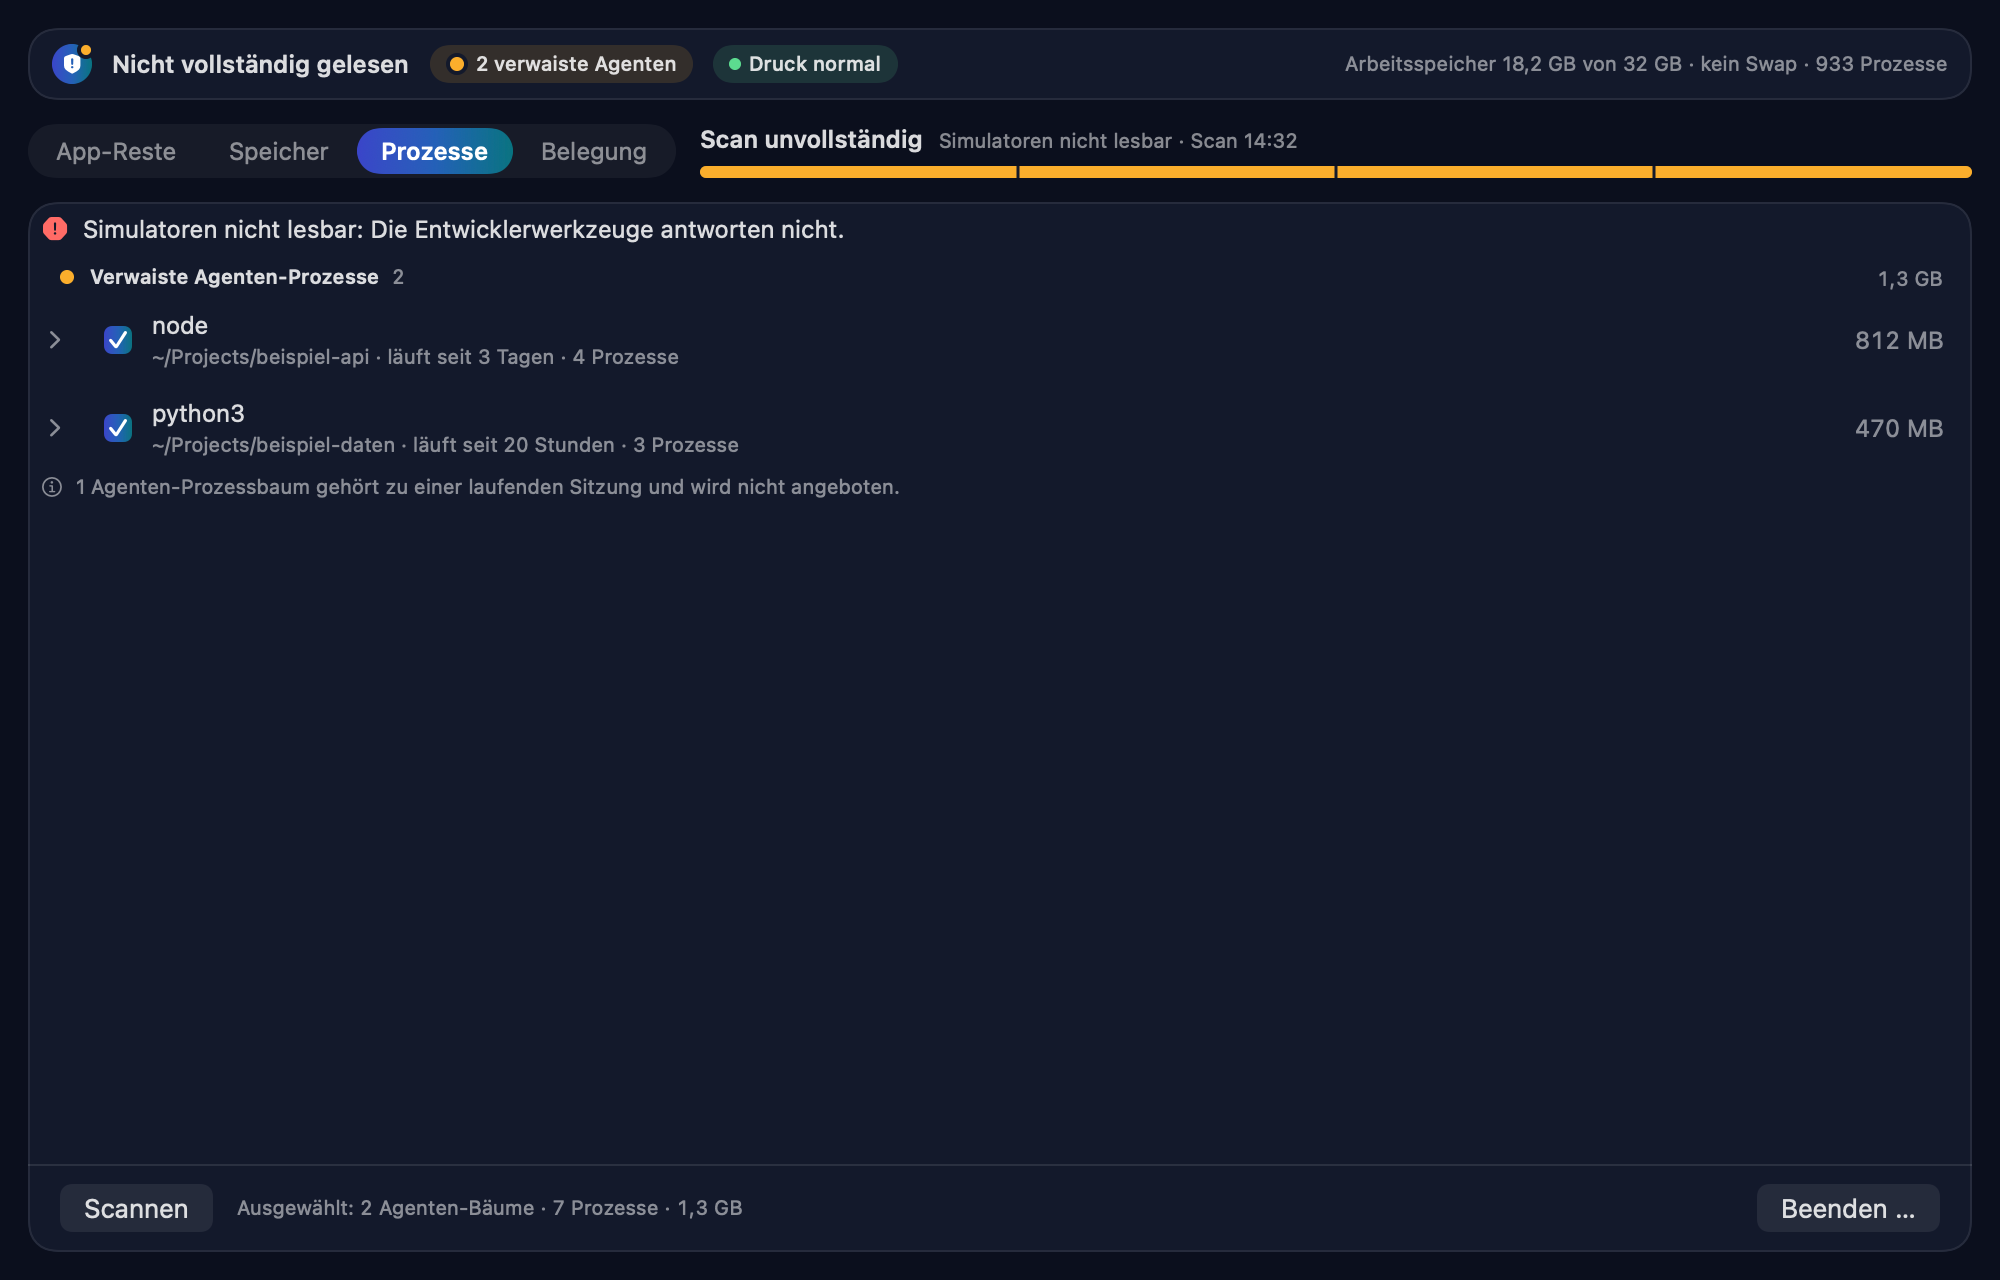 Nicht vollständig gelesen
2 verwaiste Agenten
Druck normal
Arbeitsspeicher 18,2 GB von 32 GB · kein Swap · 933 Prozesse
App-Reste
Speicher
Prozesse
Belegung
Scan unvollständig
Simulatoren nicht lesbar · Scan 14:32
Simulatoren nicht lesbar: Die Entwicklerwerkzeuge antworten nicht.
Verwaiste Agenten-Prozesse 2
1,3 GB
node
~/Projects/beispiel-api · läuft seit 3 Tagen · 4 Prozesse
812 MB
python3
~/Projects/beispiel-daten · läuft seit 20 Stunden · 3 Prozesse
470 MB
1 Agenten-Prozessbaum gehört zu einer laufenden Sitzung und wird nicht angeboten.
Scannen
Ausgewählt: 2 Agenten-Bäume · 7 Prozesse · 1,3 GB
Beenden ...